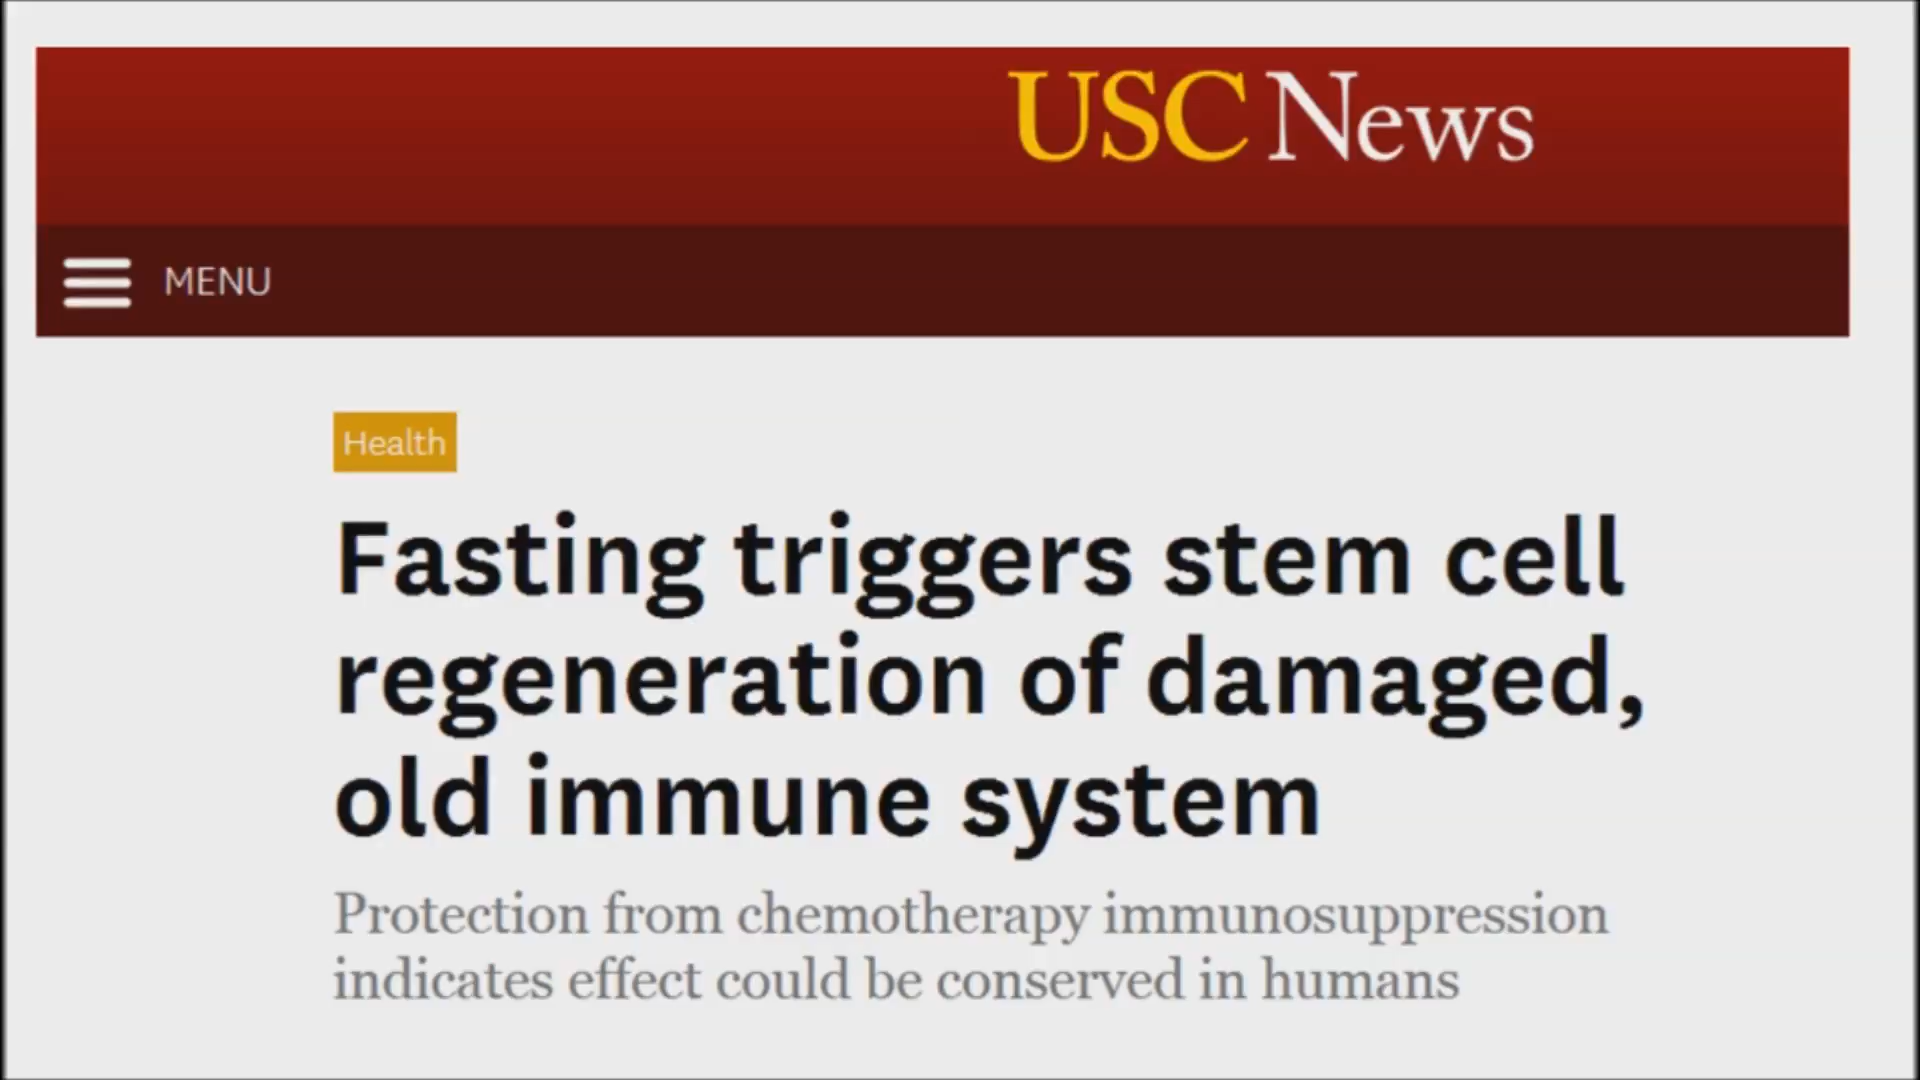 USC News
MENU
Health
Fasting triggers stem cell
regeneration of damaged,
old immune system
Protection from chemotherapy immunosuppression
indicates effect could be conserved in humans